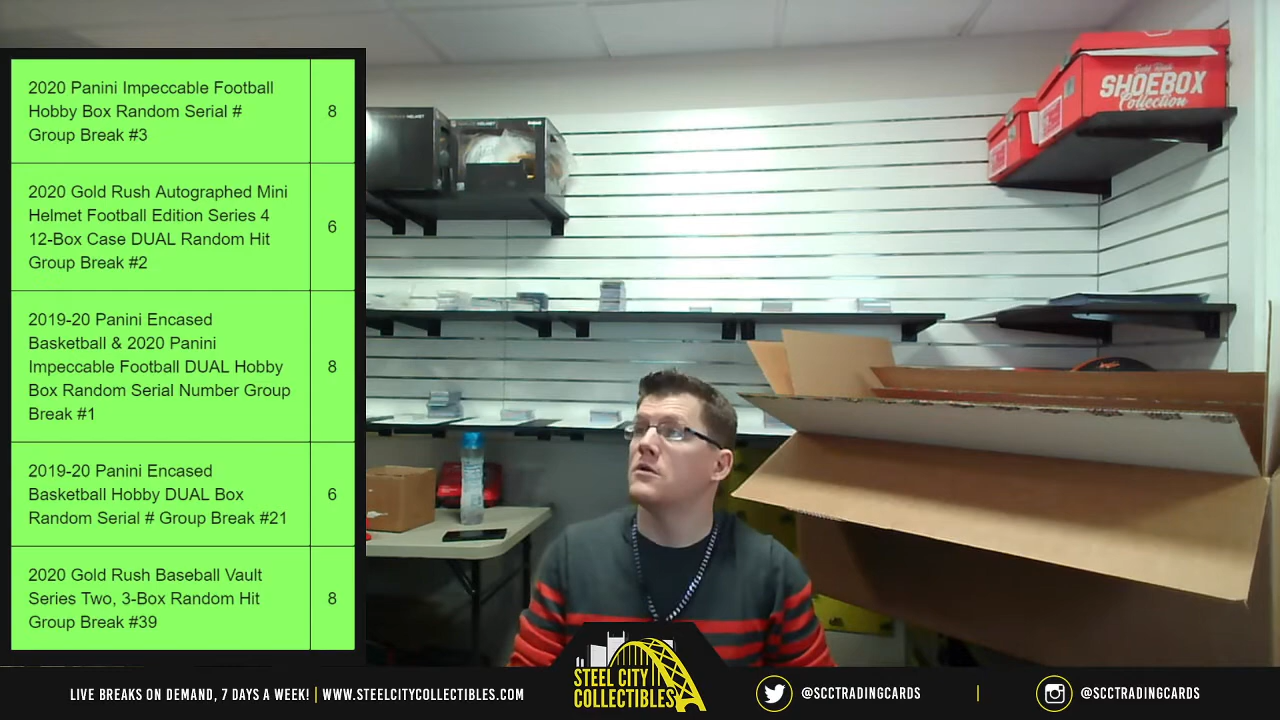 2020 Panini Impeccable Football
Hobby Box Random Serial #
Group Break #3
8
2020 Gold Rush Autographed Mini
Helmet Football Edition Series 4
12-Box Case DUAL Random Hit
Group Break #2
6
2019-20 Panini Encased
Basketball & 2020 Panini
Impeccable Football DUAL Hobby
Box Random Serial Number Group
Break #1
8
2019-20 Panini Encased
Basketball Hobby DUAL Box
Random Serial # Group Break #21
6
2020 Gold Rush Baseball Vault
Series Two, 3-Box Random Hit
Group Break #39
8
Gold Rush
SHOEBOX
Collection
LIVE BREAKS ON DEMAND, 7 DAYS A WEEK! | WWW.STEELCITYCOLLECTIBLES.COM
STEEL CITY
COLLECTIBLES
@SCCTRADINGCARDS | @SCCTRADINGCARDS